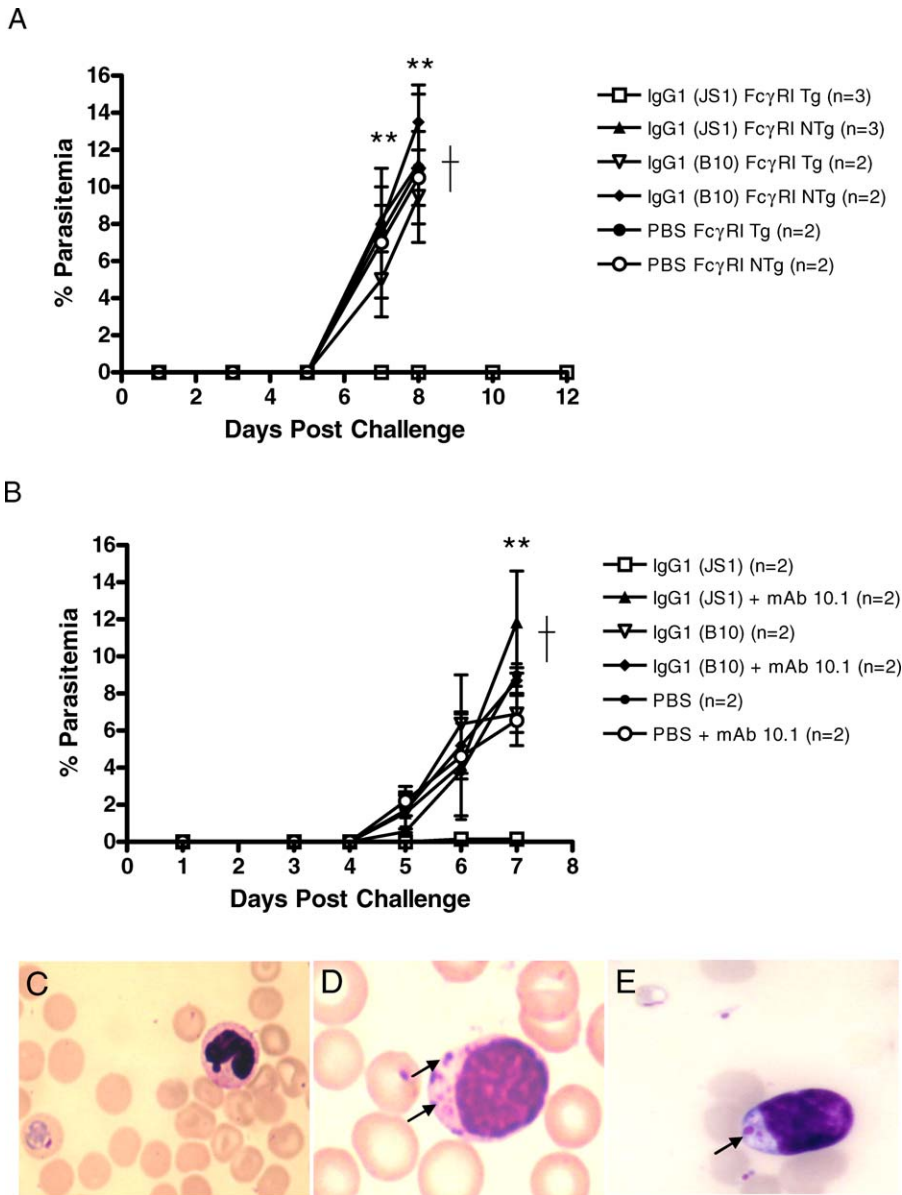 A
16
14
12
10
8
6
4
2
0
% Parasitemia
** **
†
0 2 4 6 8 10 12
Days Post Challenge
IgG1 (JS1) FcγRI Tg (n=3)
IgG1 (JS1) FcγRI NTg (n=3)
IgG1 (B10) FcγRI Tg (n=2)
IgG1 (B10) FcγRI NTg (n=2)
PBS FcγRI Tg (n=2)
PBS FcγRI NTg (n=2)
B
16
14
12
10
8
6
4
2
0
% Parasitemia
**
†
0 1 2 3 4 5 6 7 8
Days Post Challenge
IgG1 (JS1) (n=2)
IgG1 (JS1) + mAb 10.1 (n=2)
IgG1 (B10) (n=2)
IgG1 (B10) + mAb 10.1 (n=2)
PBS (n=2)
PBS + mAb 10.1 (n=2)
C
D
E